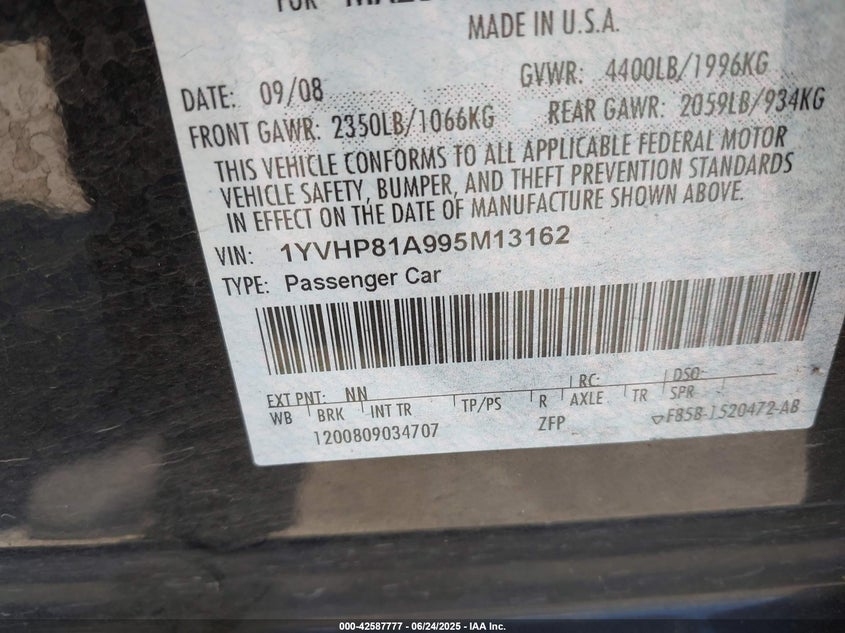 FOR MAZ
MADE IN U.S.A.
DATE: 09/08 GVWR: 4400LB/1996KG
FRONT GAWR: 2350LB/1066KG REAR GAWR: 2059LB/934KG
THIS VEHICLE CONFORMS TO ALL APPLICABLE FEDERAL MOTOR
VEHICLE SAFETY, BUMPER, AND THEFT PREVENTION STANDARDS
IN EFFECT ON THE DATE OF MANUFACTURE SHOWN ABOVE.
VIN: 1YVHP81A995M13162
TYPE: Passenger Car
EXT PNT: NN RC: DSO:
WB BRK INT TR TP/PS R AXLE TR SPR
1200809034707 ZFP F85B-1520472-AB
000-42587777 - 06/24/2025 - IAA Inc.